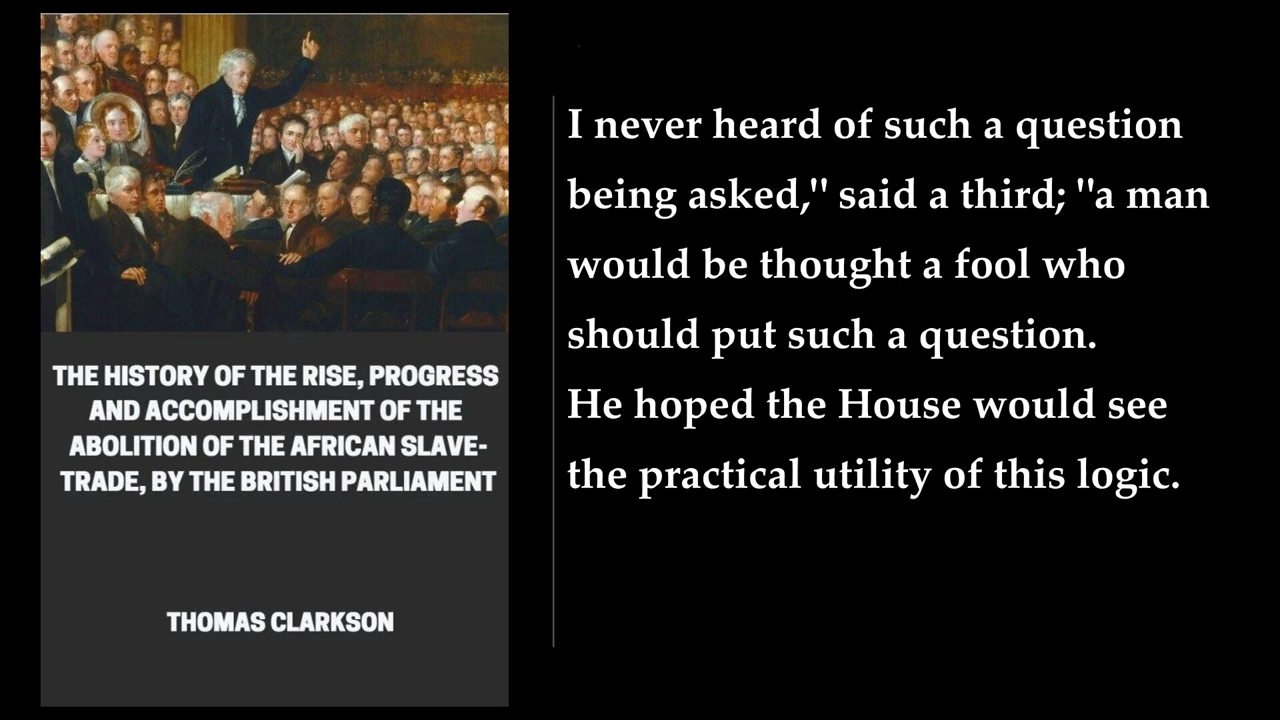 THE HISTORY OF THE RISE, PROGRESS
AND ACCOMPLISHMENT OF THE
ABOLITION OF THE AFRICAN SLAVE-
TRADE, BY THE BRITISH PARLIAMENT
THOMAS CLARKSON
I never heard of such a question
being asked," said a third; "a man
would be thought a fool who
should put such a question.
He hoped the House would see
the practical utility of this logic.